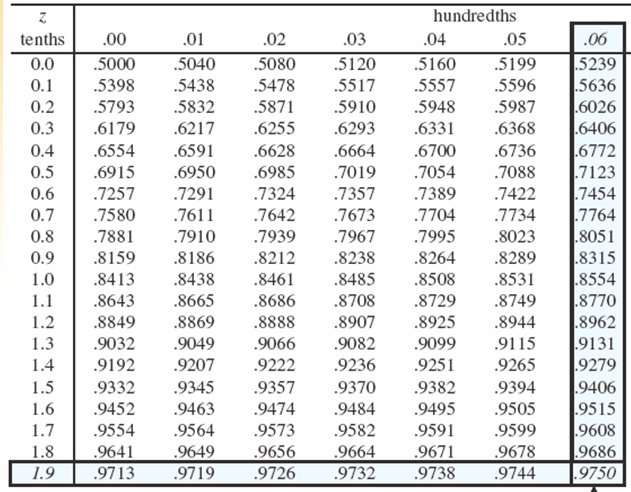 z hundredths
tenths .00 .01 .02 .03 .04 .05 .06
0.0 .5000 .5040 .5080 .5120 .5160 .5199 .5239
0.1 .5398 .5438 .5478 .5517 .5557 .5596 .5636
0.2 .5793 .5832 .5871 .5910 .5948 .5987 .6026
0.3 .6179 .6217 .6255 .6293 .6331 .6368 .6406
0.4 .6554 .6591 .6628 .6664 .6700 .6736 .6772
0.5 .6915 .6950 .6985 .7019 .7054 .7088 .7123
0.6 .7257 .7291 .7324 .7357 .7389 .7422 .7454
0.7 .7580 .7611 .7642 .7673 .7704 .7734 .7764
0.8 .7881 .7910 .7939 .7967 .7995 .8023 .8051
0.9 .8159 .8186 .8212 .8238 .8264 .8289 .8315
1.0 .8413 .8438 .8461 .8485 .8508 .8531 .8554
1.1 .8643 .8665 .8686 .8708 .8729 .8749 .8770
1.2 .8849 .8869 .8888 .8907 .8925 .8944 .8962
1.3 .9032 .9049 .9066 .9082 .9099 .9115 .9131
1.4 .9192 .9207 .9222 .9236 .9251 .9265 .9279
1.5 .9332 .9345 .9357 .9370 .9382 .9394 .9406
1.6 .9452 .9463 .9474 .9484 .9495 .9505 .9515
1.7 .9554 .9564 .9573 .9582 .9591 .9599 .9608
1.8 .9641 .9649 .9656 .9664 .9671 .9678 .9686
1.9 .9713 .9719 .9726 .9732 .9738 .9744 .9750